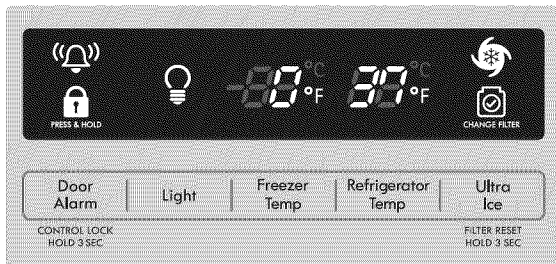 0°F 37°F
°C °C
PRESS & HOLD
CHANGE FILTER
Door Alarm
Light
Freezer Temp
Refrigerator Temp
Ultra Ice
CONTROL LOCK
HOLD 3 SEC
FILTER RESET
HOLD 3 SEC